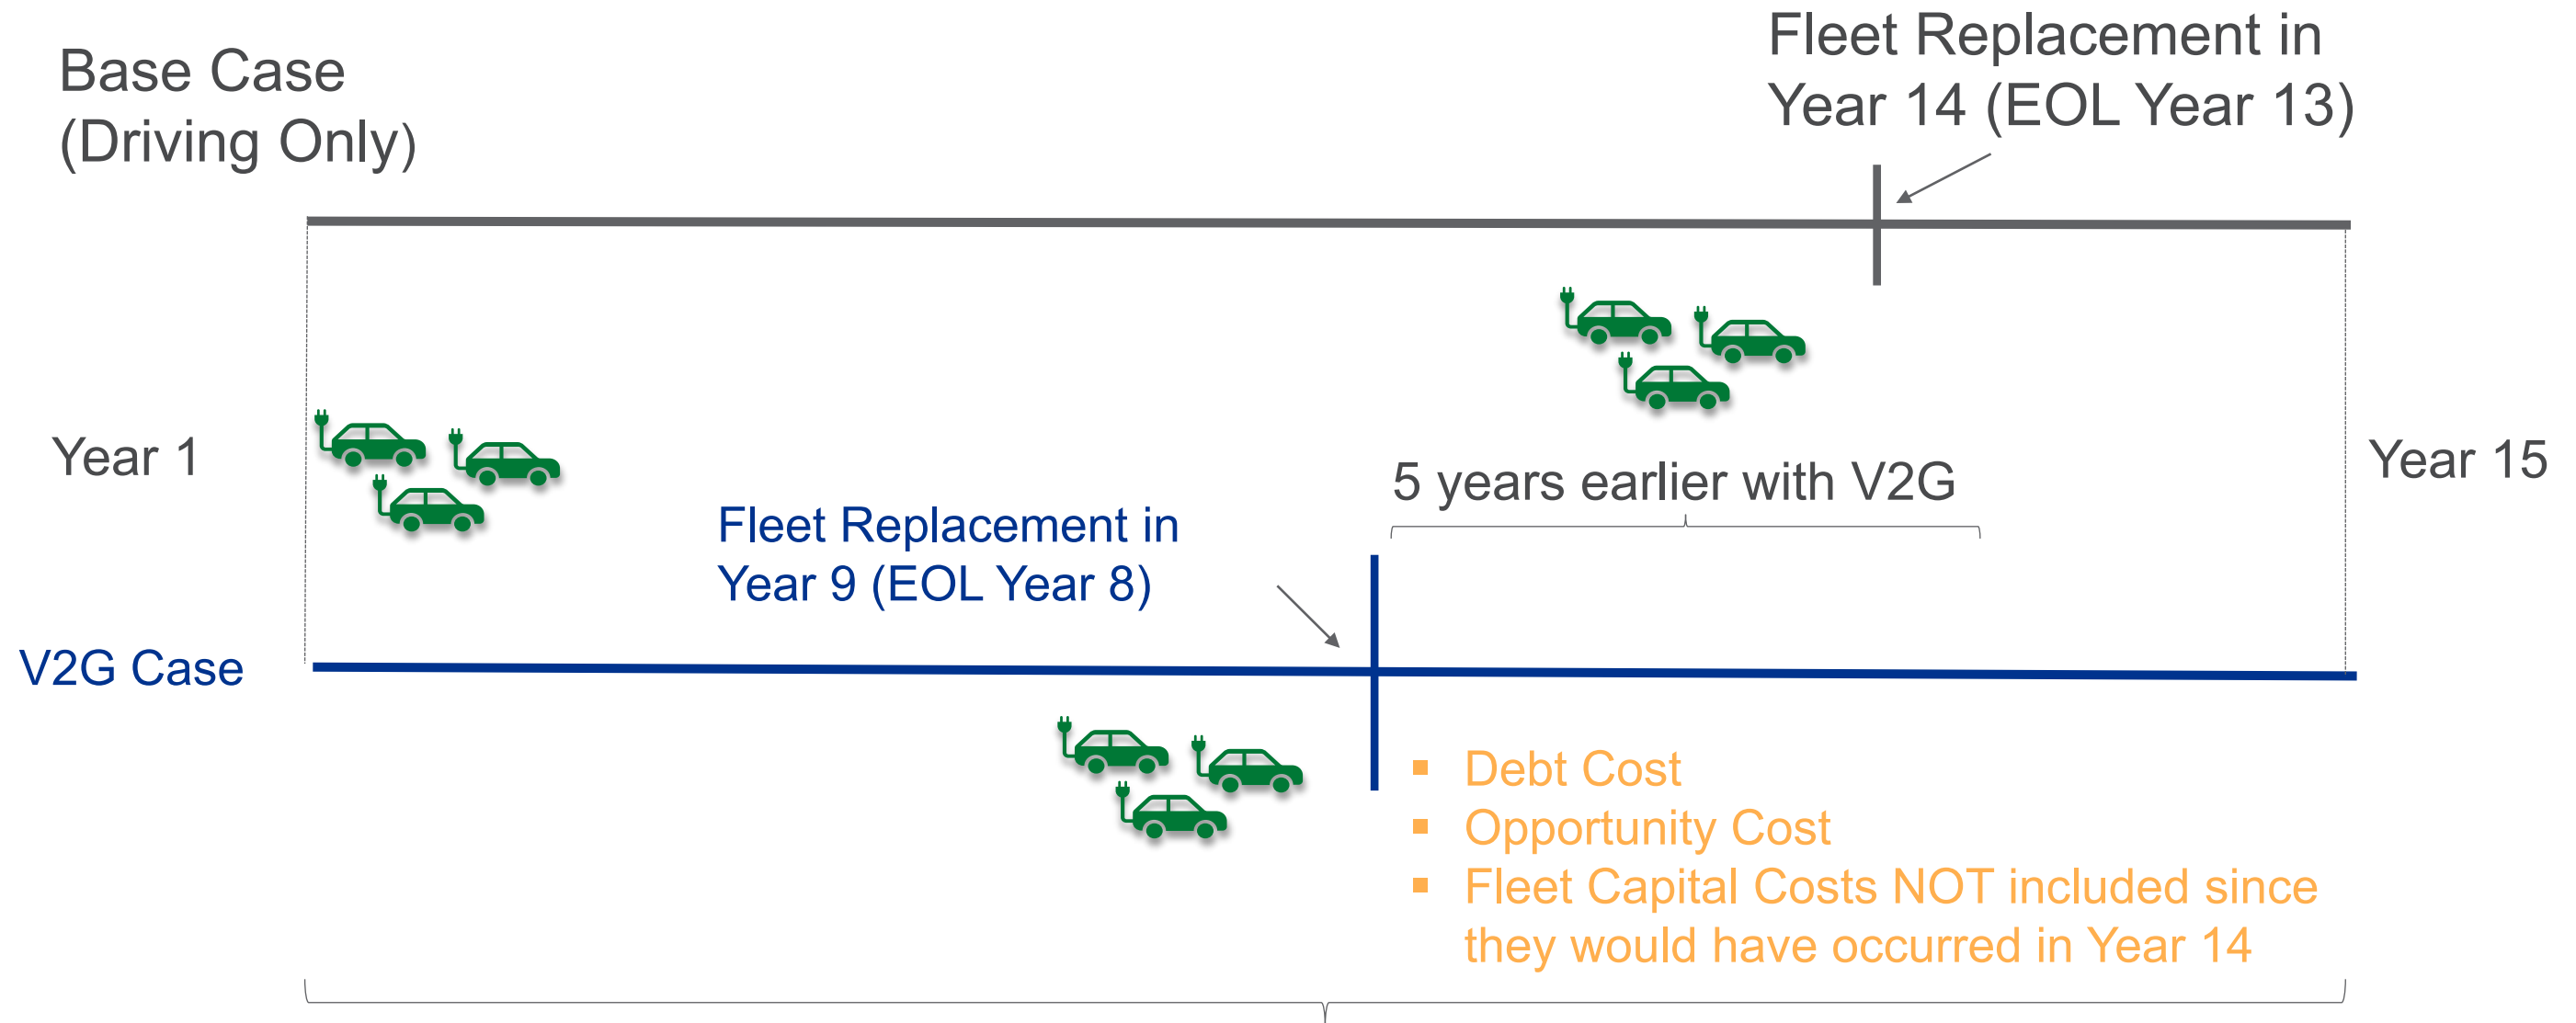 Base Case
(Driving Only)
Fleet Replacement in
Year 14 (EOL Year 13)
Year 1
Year 15
5 years earlier with V2G
Fleet Replacement in
Year 9 (EOL Year 8)
V2G Case
▪ Debt Cost
▪ Opportunity Cost
▪ Fleet Capital Costs NOT included since
they would have occurred in Year 14